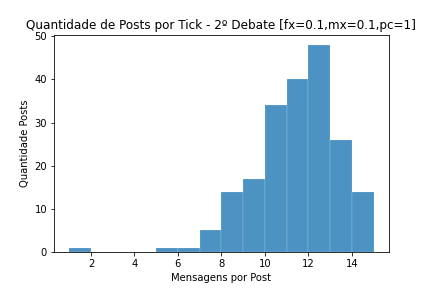 Quantidade de Posts por Tick - 2º Debate [fx=0.1,mx=0.1,pc=1]
Quantidade Posts
50
40
30
20
10
0
2 4 6 8 10 12 14
Mensagens por Post